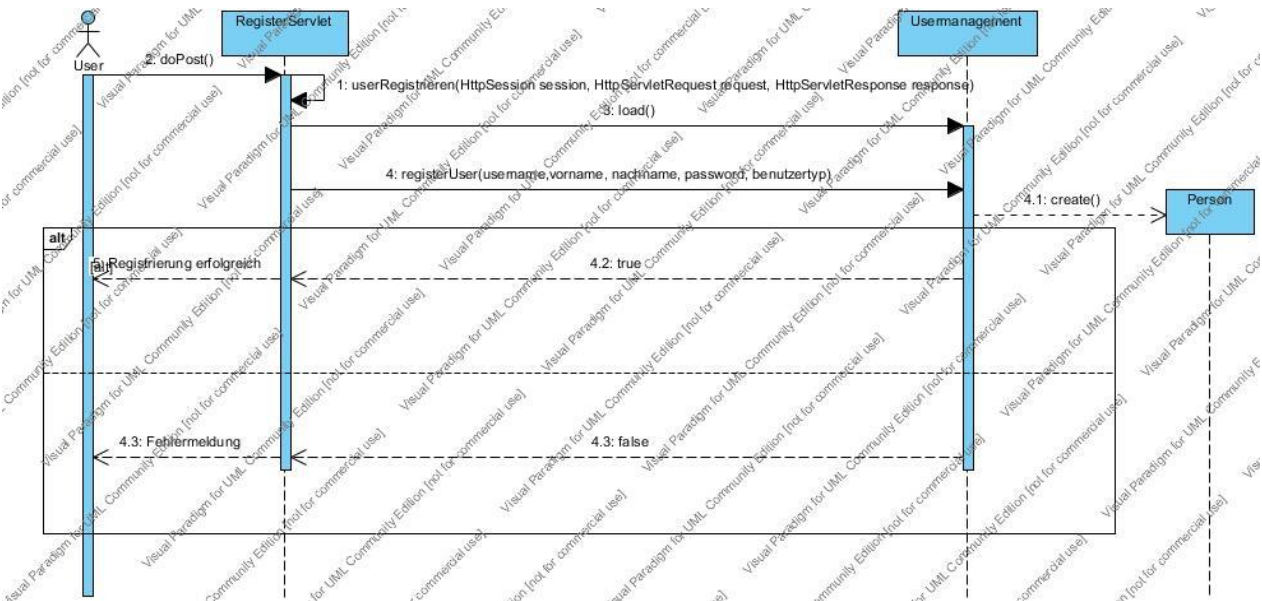 RegisterServlet
Usermanagement
User
2: doPost()
1: userRegistrieren(HttpSession session, HttpServletRequest request, HttpServletResponse response)
3: load()
4: registerUser(username,vorname, nachname, password, benutzertyp)
4.1: create()
Person
alt
[alt]
5: Registrierung erfolgreich
4.2: true
4.3: Fehlermeldung
4.3: false
Visual Paradigm for UML Community Edition [not for commercial use]